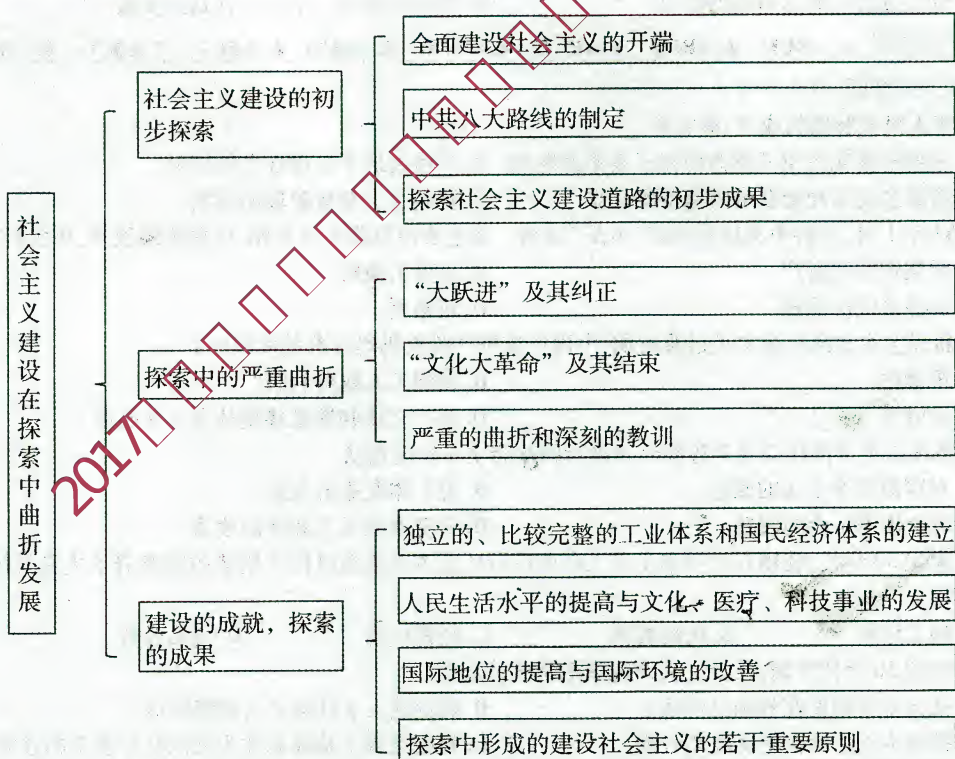 社会主义建设在探索中曲折发展
社会主义建设的初
步探索
全面建设社会主义的开端
中共八大路线的制定
探索社会主义建设道路的初步成果
探索中的严重曲折
“大跃进”及其纠正
“文化大革命”及其结束
严重的曲折和深刻的教训
建设的成就，探索
的成果
独立的、比较完整的工业体系和国民经济体系的建立
人民生活水平的提高与文化、医疗、科技事业的发展
国际地位的提高与国际环境的改善
探索中形成的建设社会主义的若干重要原则
2017